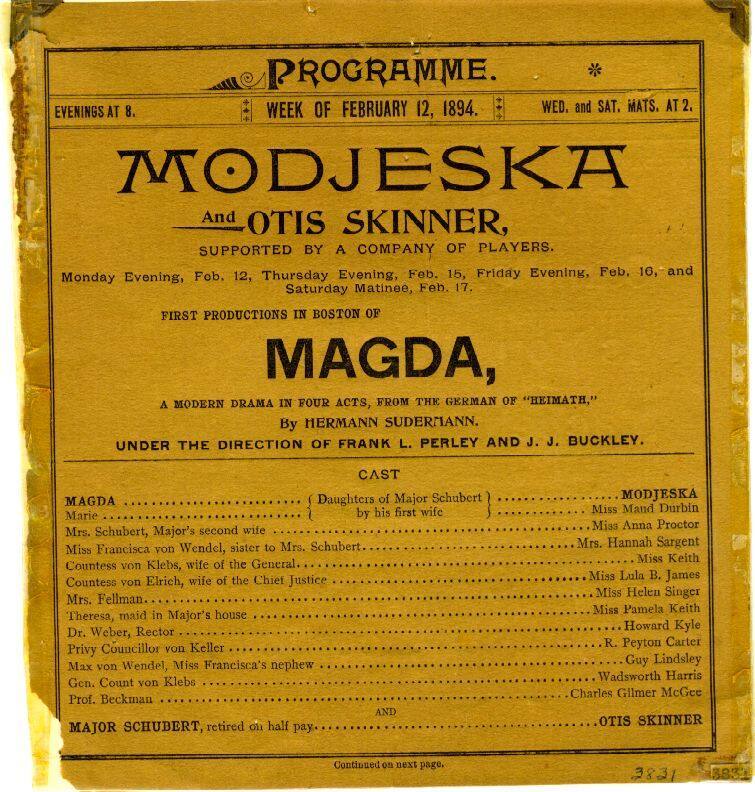 PROGRAMME.
EVENINGS AT 8. WEEK OF FEBRUARY 12, 1894. WED. and SAT. MATS. AT 2.
MODJESKA
And OTIS SKINNER,
SUPPORTED BY A COMPANY OF PLAYERS.
Monday Evening, Feb. 12, Thursday Evening, Feb. 15, Friday Evening, Feb. 16, and
Saturday Matinee, Feb. 17.
FIRST PRODUCTIONS IN BOSTON OF
MAGDA,
A MODERN DRAMA IN FOUR ACTS, FROM THE GERMAN OF "HEIMATH,"
By HERMANN SUDERMANN.
UNDER THE DIRECTION OF FRANK L. PERLEY AND J. J. BUCKLEY.
CAST
MAGDA ........ { Daughters of Major Schubert } ........ MODJESKA
Marie ........ { by his first wife } ........ Miss Maud Durbin
Mrs. Schubert, Major's second wife ........ Miss Anna Proctor
Miss Francisca von Wendel, sister to Mrs. Schubert ........ Mrs. Hannah Sargent
Countess von Klebs, wife of the General ........ Miss Keith
Countess von Elrich, wife of the Chief Justice ........ Miss Lula B. James
Mrs. Fellman ........ Miss Helen Singer
Theresa, maid in Major's house ........ Miss Pamela Keith
Dr. Weber, Rector ........ Howard Kyle
Privy Councillor von Keller ........ R. Peyton Carter
Max von Wendel, Miss Francisca's nephew ........ Guy Lindsley
Gen. Count von Klebs ........ Wadsworth Harris
Prof. Beckman ........ Charles Gilmer McGee
AND
MAJOR SCHUBERT, retired on half pay ........ OTIS SKINNER
Continued on next page.
3831 3831